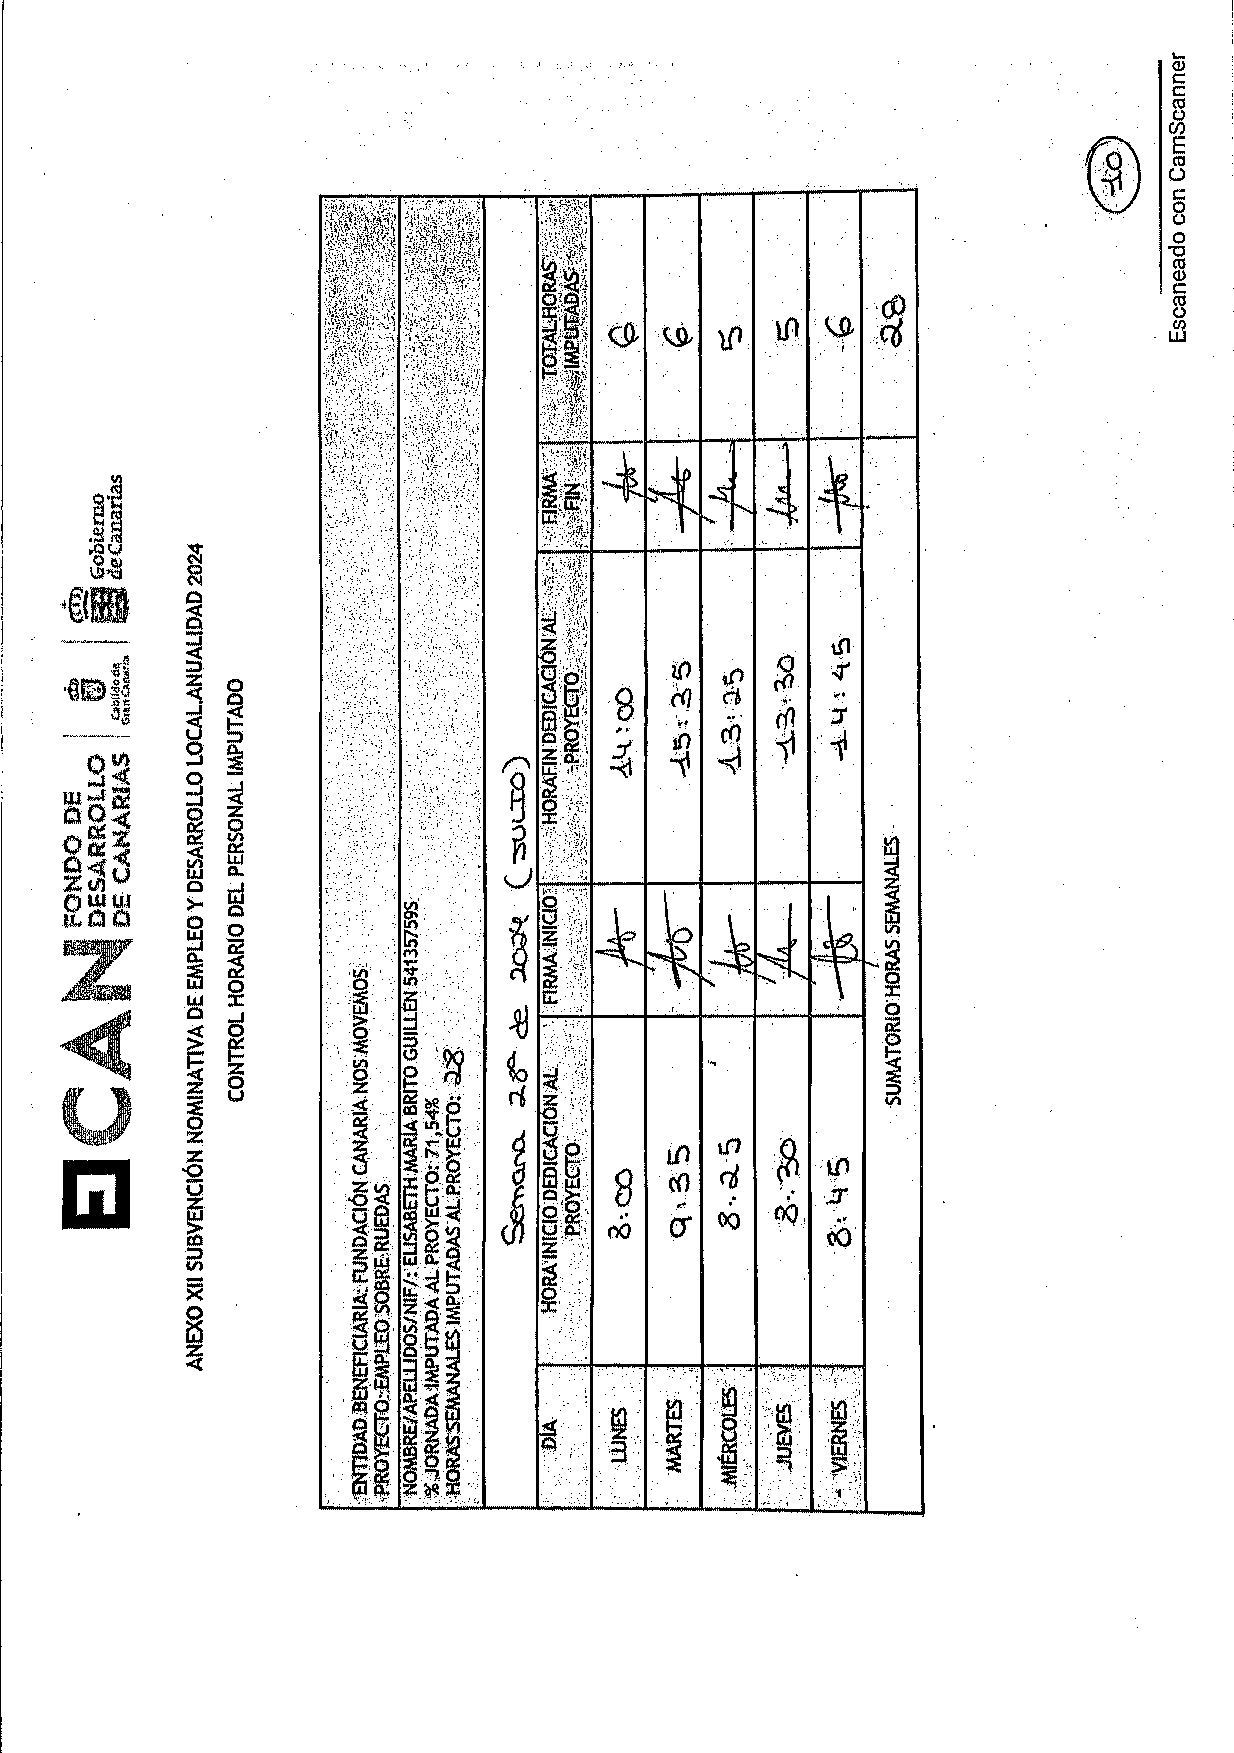 FCAN
FONDO DE
DESARROLLO
DE CANARIAS
Cabildo de
Gran Canaria
Gobierno
de Canarias
ANEXO XII SUBVENCIÓN NOMINATIVA DE EMPLEO Y DESARROLLO LOCAL ANUALIDAD 2024
CONTROL HORARIO DEL PERSONAL IMPUTADO
ENTIDAD BENEFICIARIA: FUNDACIÓN CANARIA NOS MOVEMOS
PROYECTO: EMPLEO SOBRE RUEDAS
NOMBRE/APELLIDOS/NIF/: ELISABETH MARÍA BRITO GUILLÉN 54135759S
% JORNADA IMPUTADA AL PROYECTO: 71,54%
HORAS SEMANALES IMPUTADAS AL PROYECTO: 28
Semana 28ª de 2024 (JULIO)
DÍA HORA INICIO DEDICACIÓN AL PROYECTO FIRMA INICIO HORA FIN DEDICACIÓN AL PROYECTO FIRMA FIN TOTAL HORAS IMPUTADAS
LUNES 8:00 14:00 6
MARTES 9:35 15:35 6
MIÉRCOLES 8:25 13:25 5
JUEVES 8:30 13:30 5
VIERNES 8:45 14:45 6
SUMATORIO HORAS SEMANALES 28
10
Escaneado con CamScanner